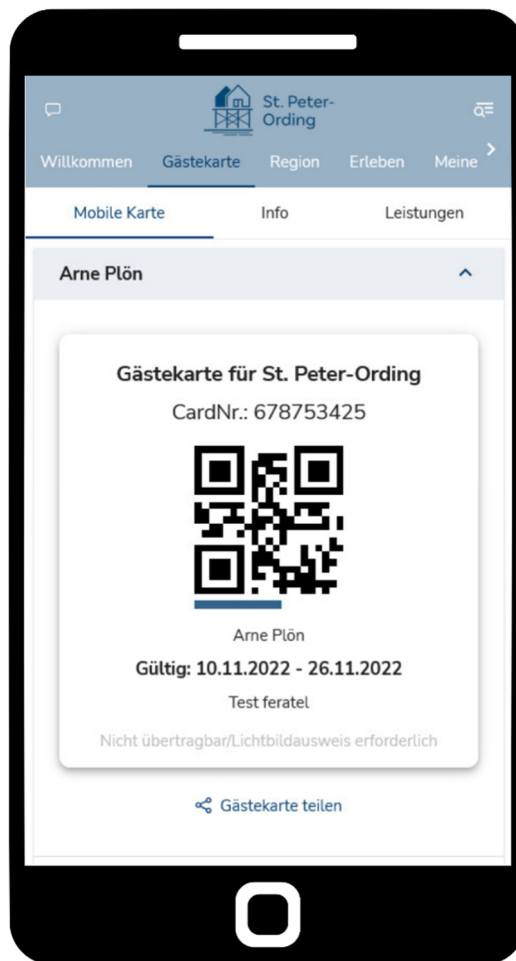 St. Peter-
Ording
Willkommen Gästekarte Region Erleben Meine
Mobile Karte Info Leistungen
Arne Plön
Gästekarte für St. Peter-Ording
CardNr.: 678753425
Arne Plön
Gültig: 10.11.2022 - 26.11.2022
Test feratel
Nicht übertragbar/Lichtbildausweis erforderlich
Gästekarte teilen